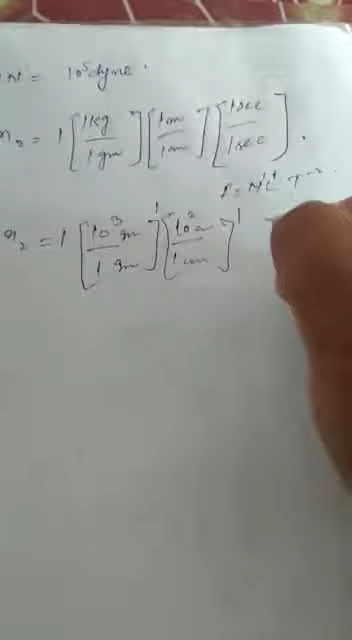 1N = 10⁵ dyne.
n₂ = 1 [1kg / 1gm] [1m / 1cm] [1sec / 1sec].
F = M¹L¹T⁻².
n₂ = 1 [10³ gm / 1 gm]¹ [10² cm / 1 cm]¹